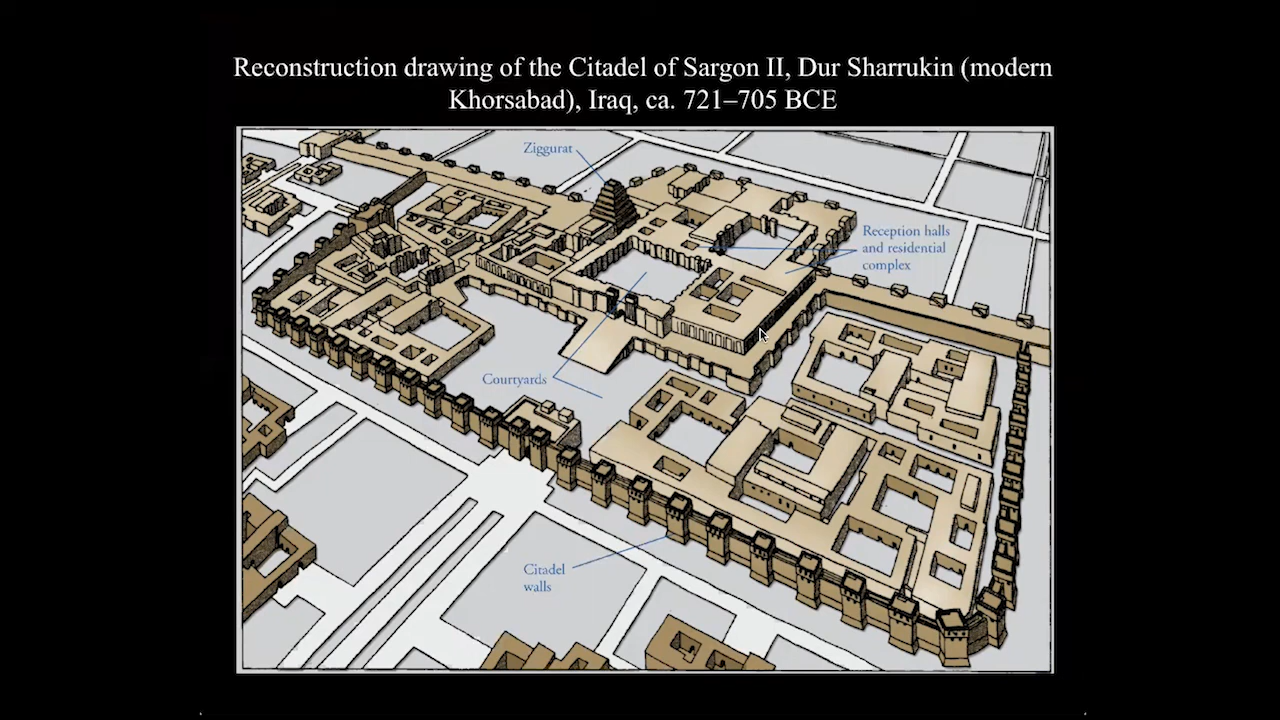 Reconstruction drawing of the Citadel of Sargon II, Dur Sharrukin (modern
Khorsabad), Iraq, ca. 721–705 BCE
Ziggurat
Reception halls
and residential
complex
Courtyards
Citadel
walls